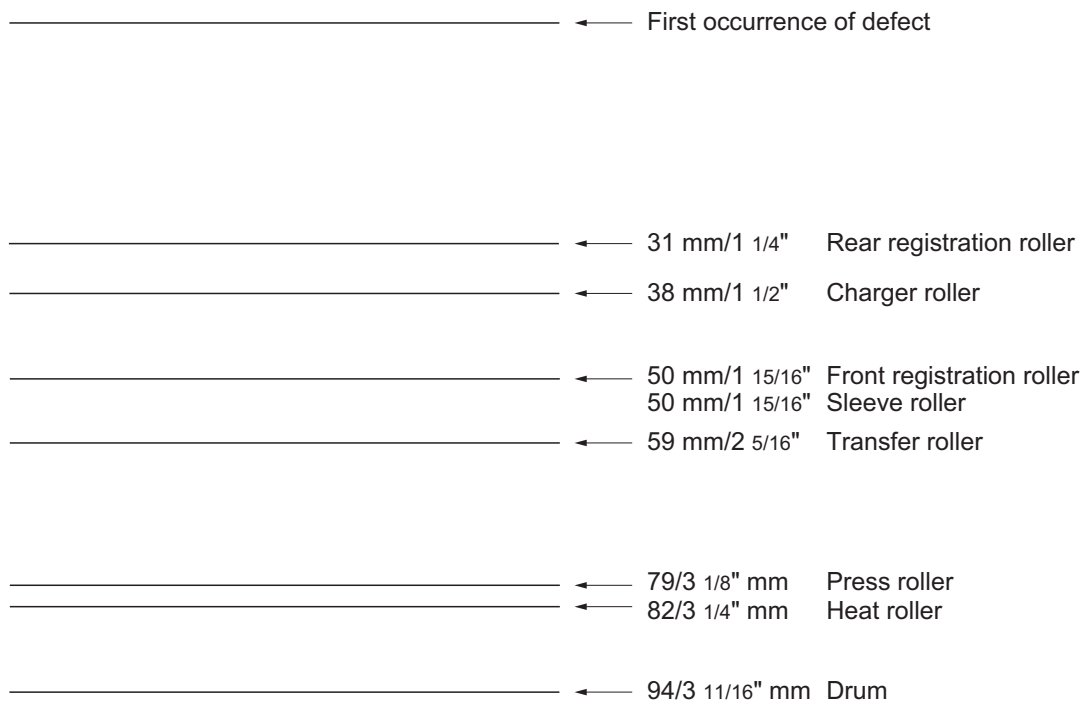 First occurrence of defect
31 mm/1 1/4" Rear registration roller
38 mm/1 1/2" Charger roller
50 mm/1 15/16" Front registration roller
50 mm/1 15/16" Sleeve roller
59 mm/2 5/16" Transfer roller
79/3 1/8" mm Press roller
82/3 1/4" mm Heat roller
94/3 11/16" mm Drum